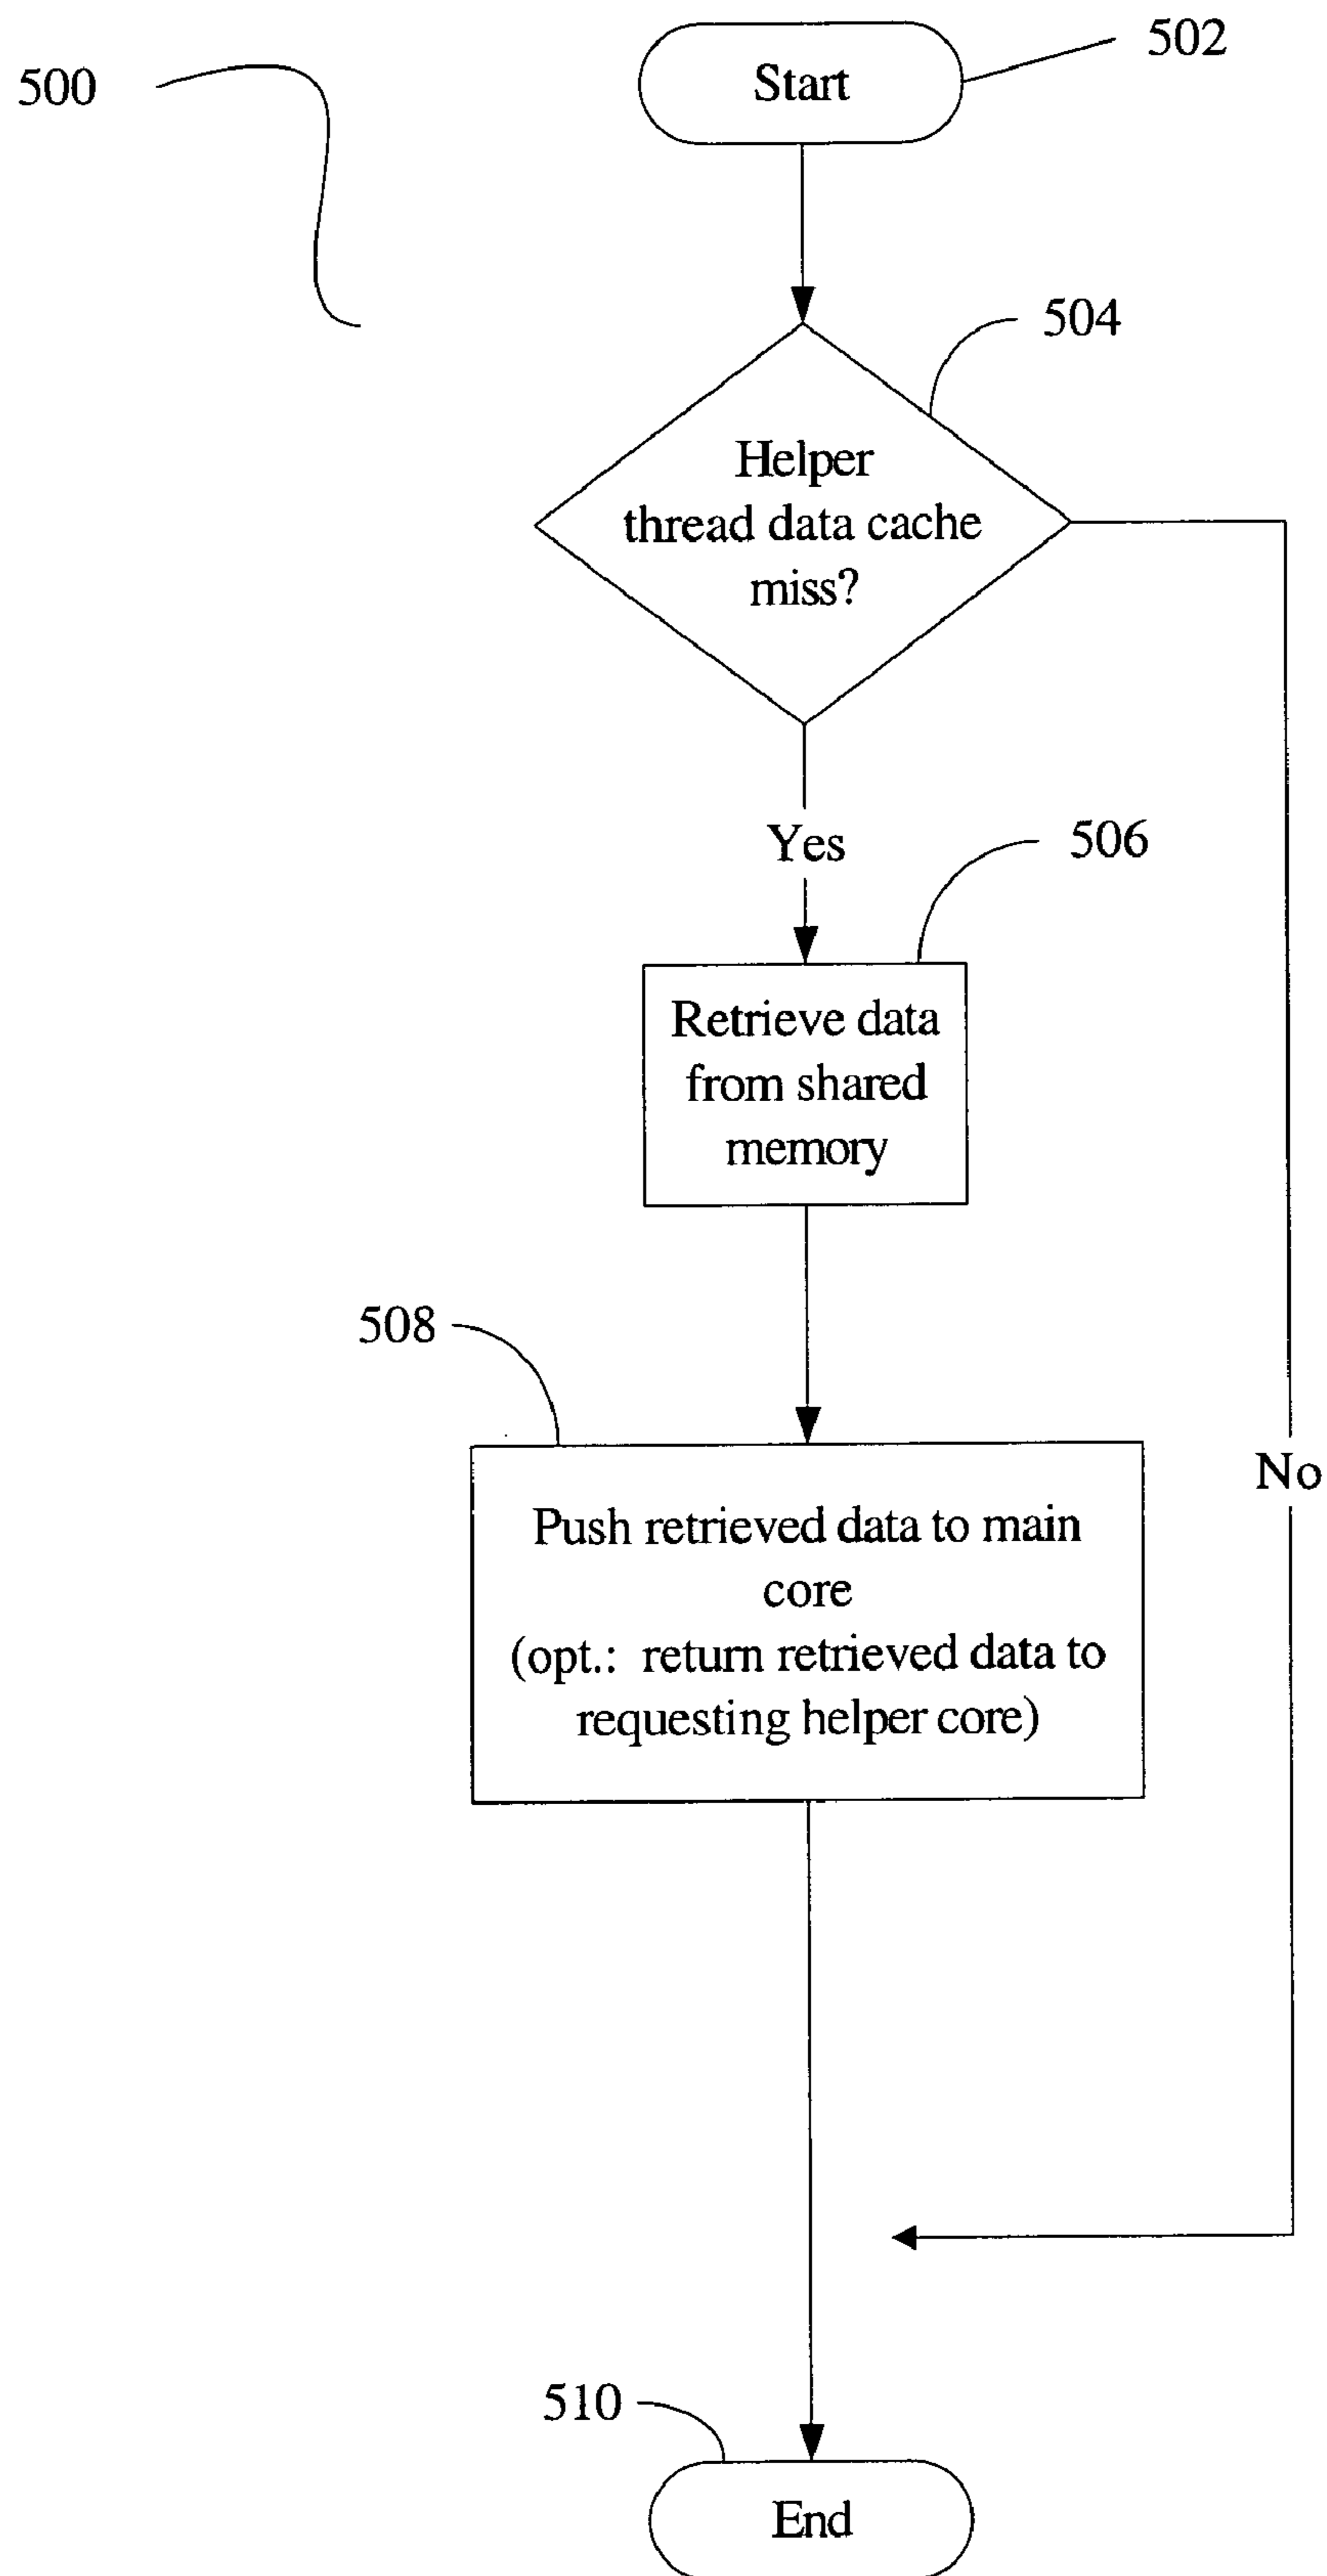 502
500
Start
504
Helper
thread data cache
miss?
Yes
506
Retrieve data
from shared
memory
508
No
Push retrieved data to main
core
(opt.: return retrieved data to
requesting helper core)
510
End